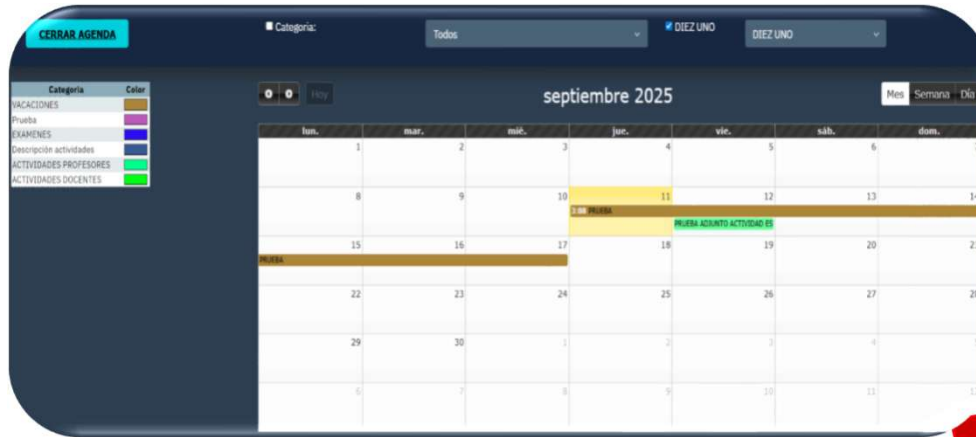 CERRAR AGENDA
Categoria:
Todos
DIEZ UNO
DIEZ UNO
Categoria Color
VACACIONES
Prueba
EXAMENES
Descripción actividades
ACTIVIDADES PROFESORES
ACTIVIDADES DOCENTES
Hoy
septiembre 2025
Mes Semana Día
lun. mar. mié. jue. vie. sáb. dom.
1 2 3 4 5 6 7
8 9 10 11 12 13 14
PRUEBA
PRUEBA ADJUNTO ACTIVIDAD ES
15 16 17 18 19 20
PRUEBA
22 23 24 25 26 27
29 30 1 2 3 4
6 7 8 9 10 11